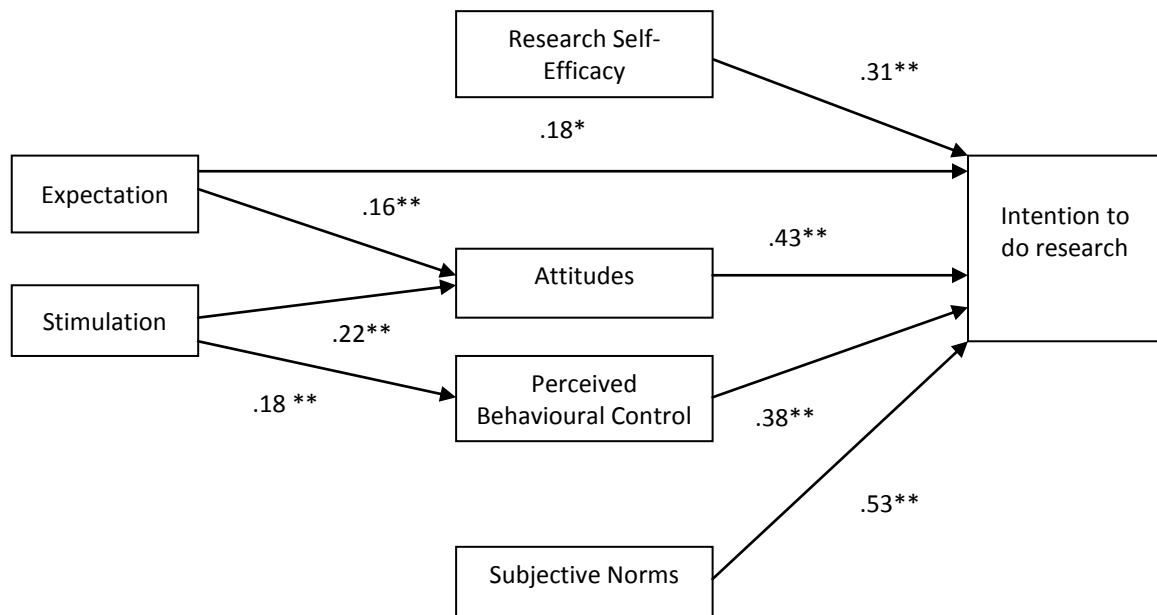 Research Self-
Efficacy
.31**
.18*
Expectation
.16**
Intention to
do research
.43**
Attitudes
Stimulation
.22**
Perceived
Behavioural Control
.18 **
.38**
.53**
Subjective Norms